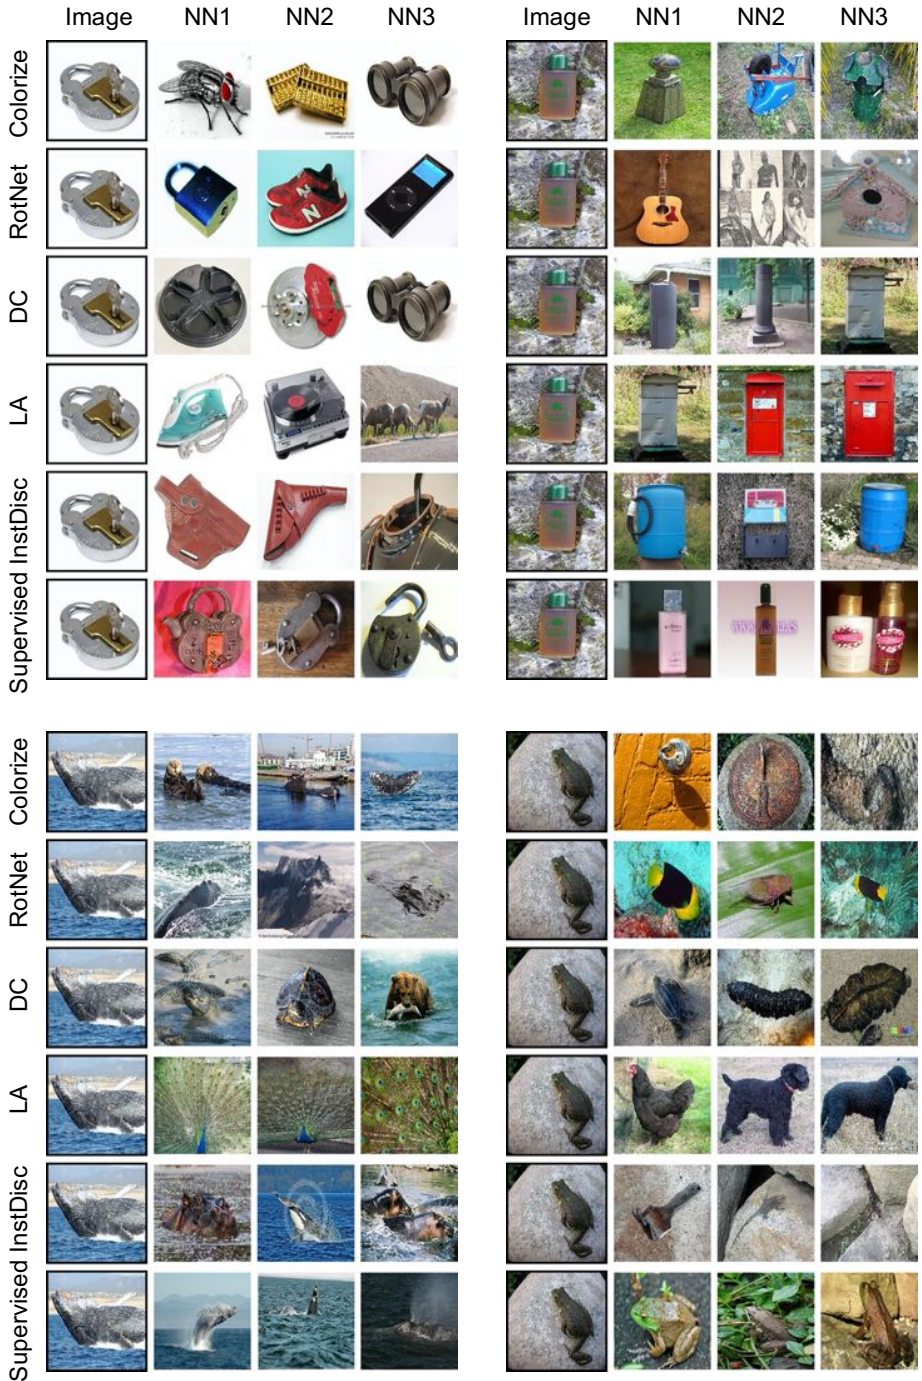 Image NN1 NN2 NN3 Image NN1 NN2 NN3
Colorize
RotNet
DC
LA
InstDisc
Supervised
Colorize
RotNet
DC
LA
InstDisc
Supervised